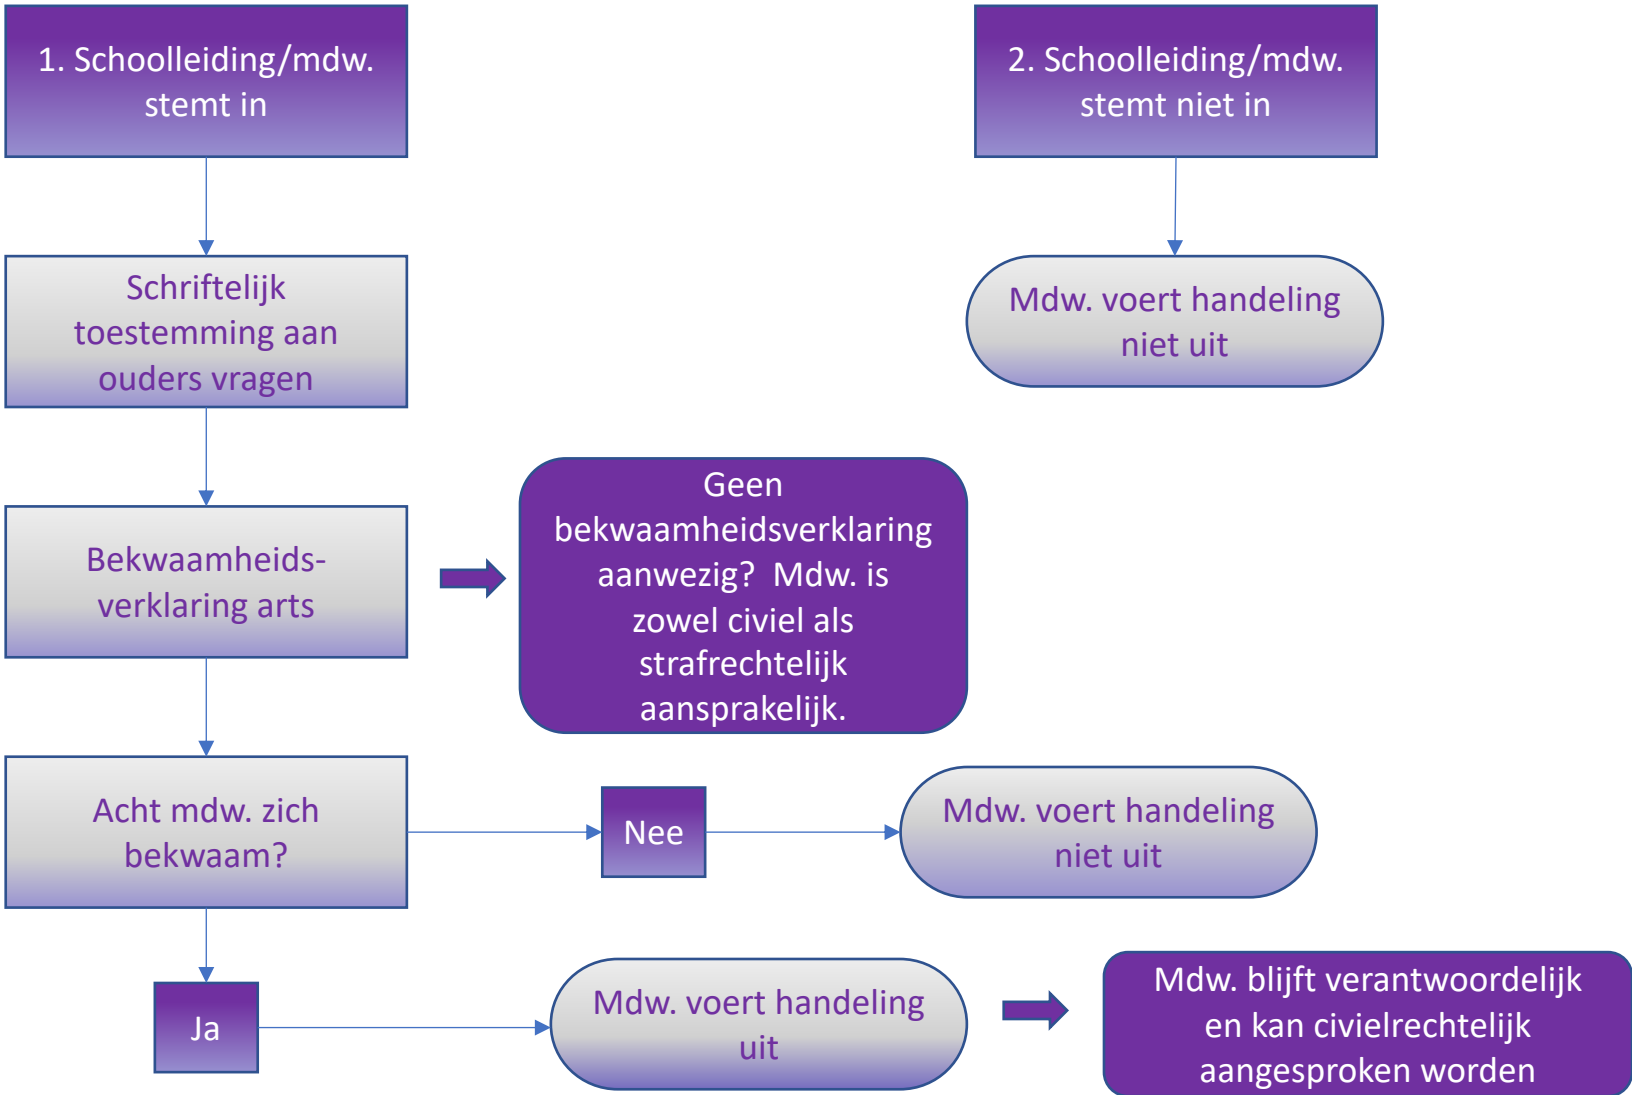 1. Schoolleiding/mdw.
stemt in
2. Schoolleiding/mdw.
stemt niet in
Schriftelijk
toestemming aan
ouders vragen
Mdw. voert handeling
niet uit
Bekwaamheids-
verklaring arts
Geen
bekwaamheidsverklaring
aanwezig?  Mdw. is
zowel civiel als
strafrechtelijk
aansprakelijk.
Acht mdw. zich
bekwaam?
Nee
Mdw. voert handeling
niet uit
Ja
Mdw. voert handeling
uit
Mdw. blijft verantwoordelijk
en kan civielrechtelijk
aangesproken worden